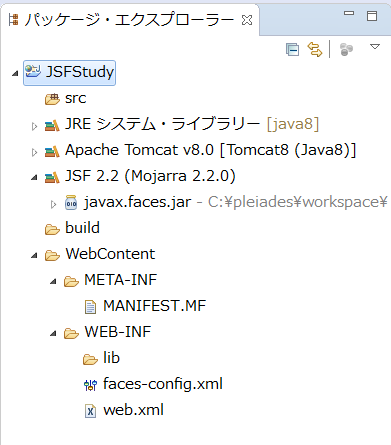 パッケージ・エクスプローラー
JSFStudy
src
JRE システム・ライブラリー [java8]
Apache Tomcat v8.0 [Tomcat8 (Java8)]
JSF 2.2 (Mojarra 2.2.0)
javax.faces.jar - C:¥pleiades¥workspace¥
build
WebContent
META-INF
MANIFEST.MF
WEB-INF
lib
faces-config.xml
web.xml